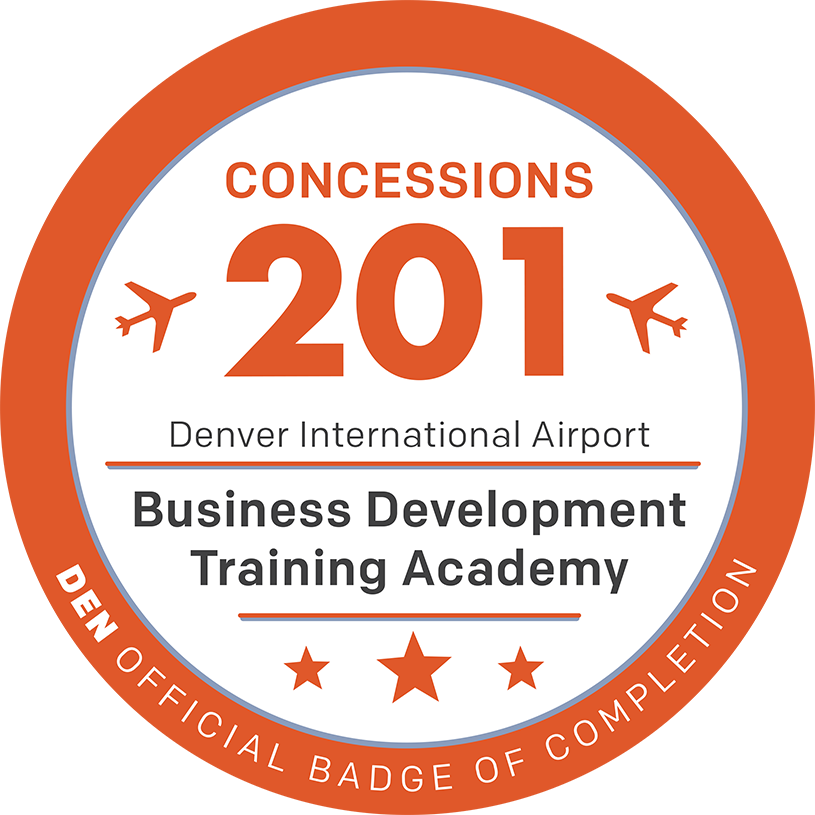 CONCESSIONS
201
Denver International Airport
Business Development
Training Academy
DEN OFFICIAL BADGE OF COMPLETION